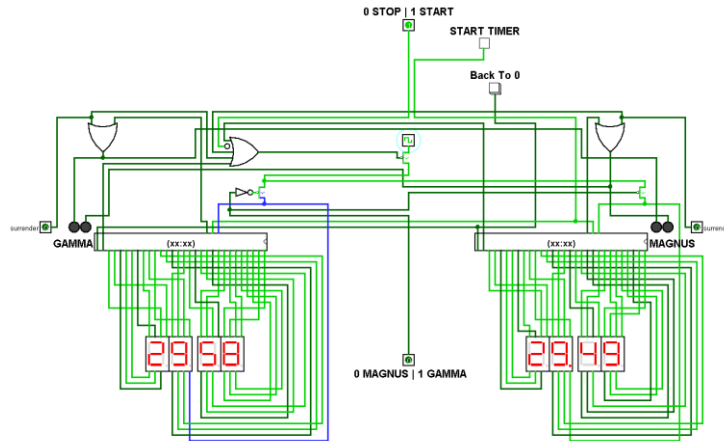 0 STOP | 1 START
START TIMER
Back To 0
surrender
GAMMA
(xx:xx)
(xx:xx)
MAGNUS
29 58
29. 49
0 MAGNUS | 1 GAMMA